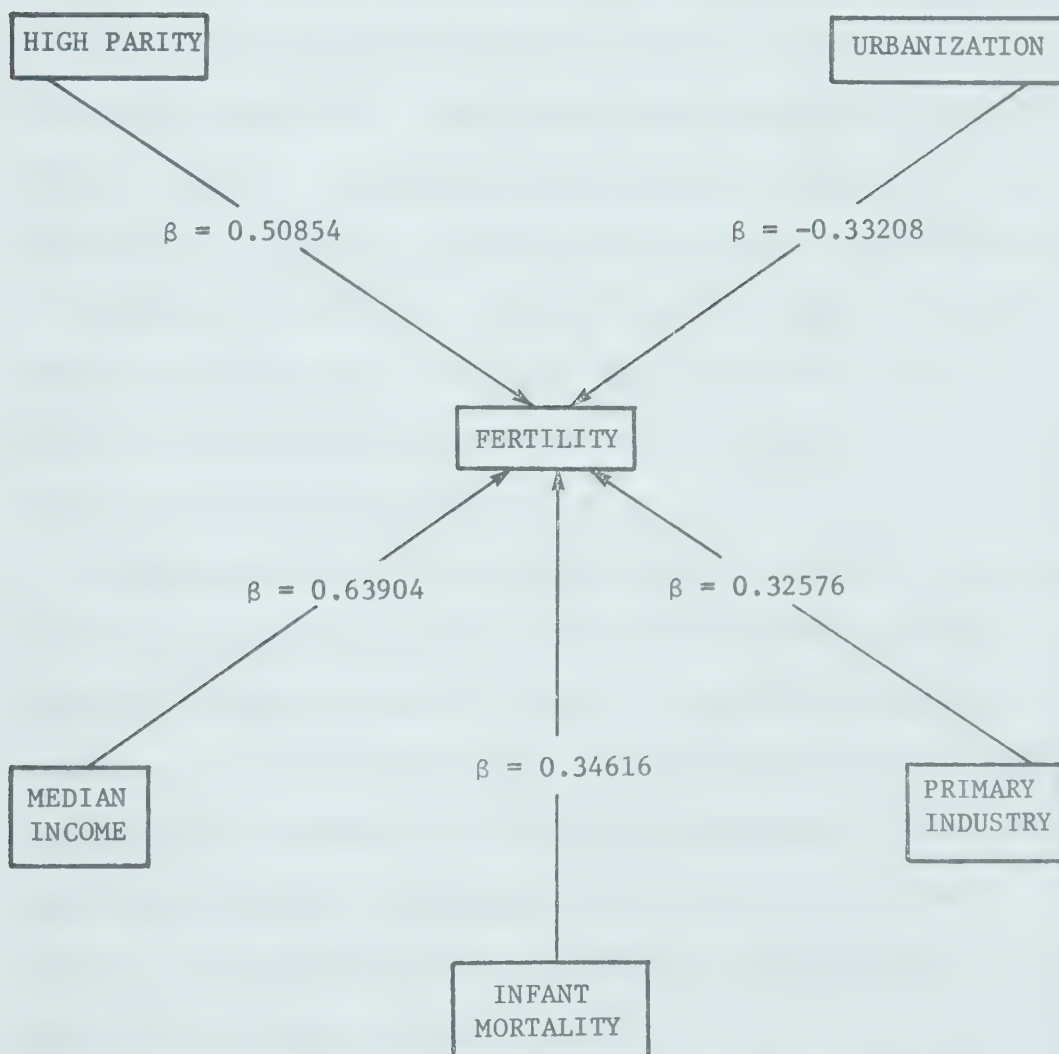 HIGH PARITY
URBANIZATION
β = 0.50854
β = -0.33208
FERTILITY
β = 0.63904
β = 0.32576
β = 0.34616
MEDIAN
INCOME
PRIMARY
INDUSTRY
INFANT
MORTALITY